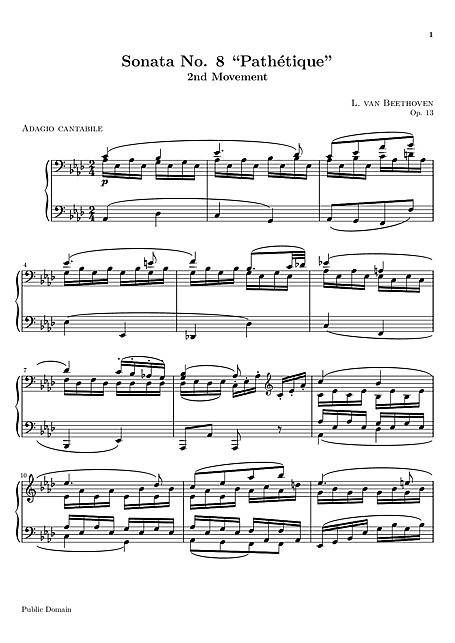 1
Sonata No. 8 “Pathétique”
2nd Movement
L. van Beethoven
Op. 13
Adagio cantabile
p
4
7
10
Public Domain